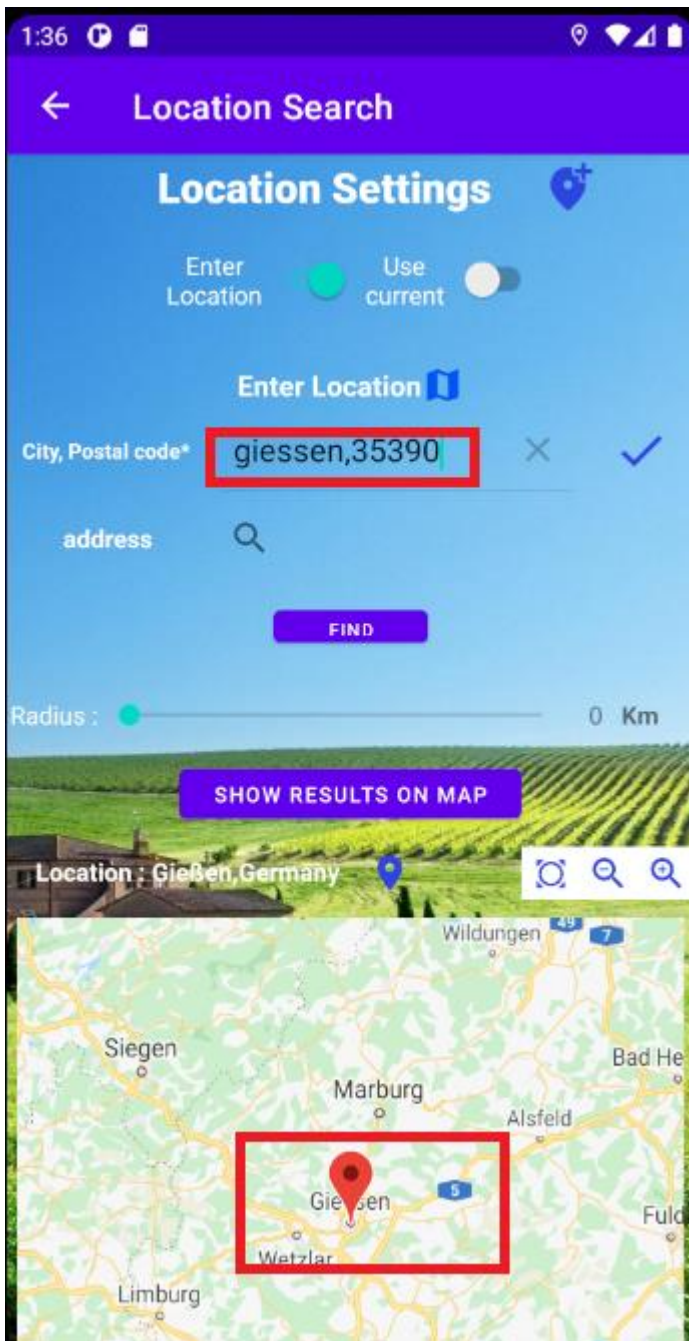 1:36
Location Search
Location Settings
Enter Location
Use current
Enter Location
City, Postal code*
giessen,35390
address
FIND
Radius :
0 Km
SHOW RESULTS ON MAP
Location : Gießen,Germany
Wildungen
49
7
Siegen
Bad He
Marburg
Alsfeld
Giessen
5
Fuld
Wetzlar
Limburg